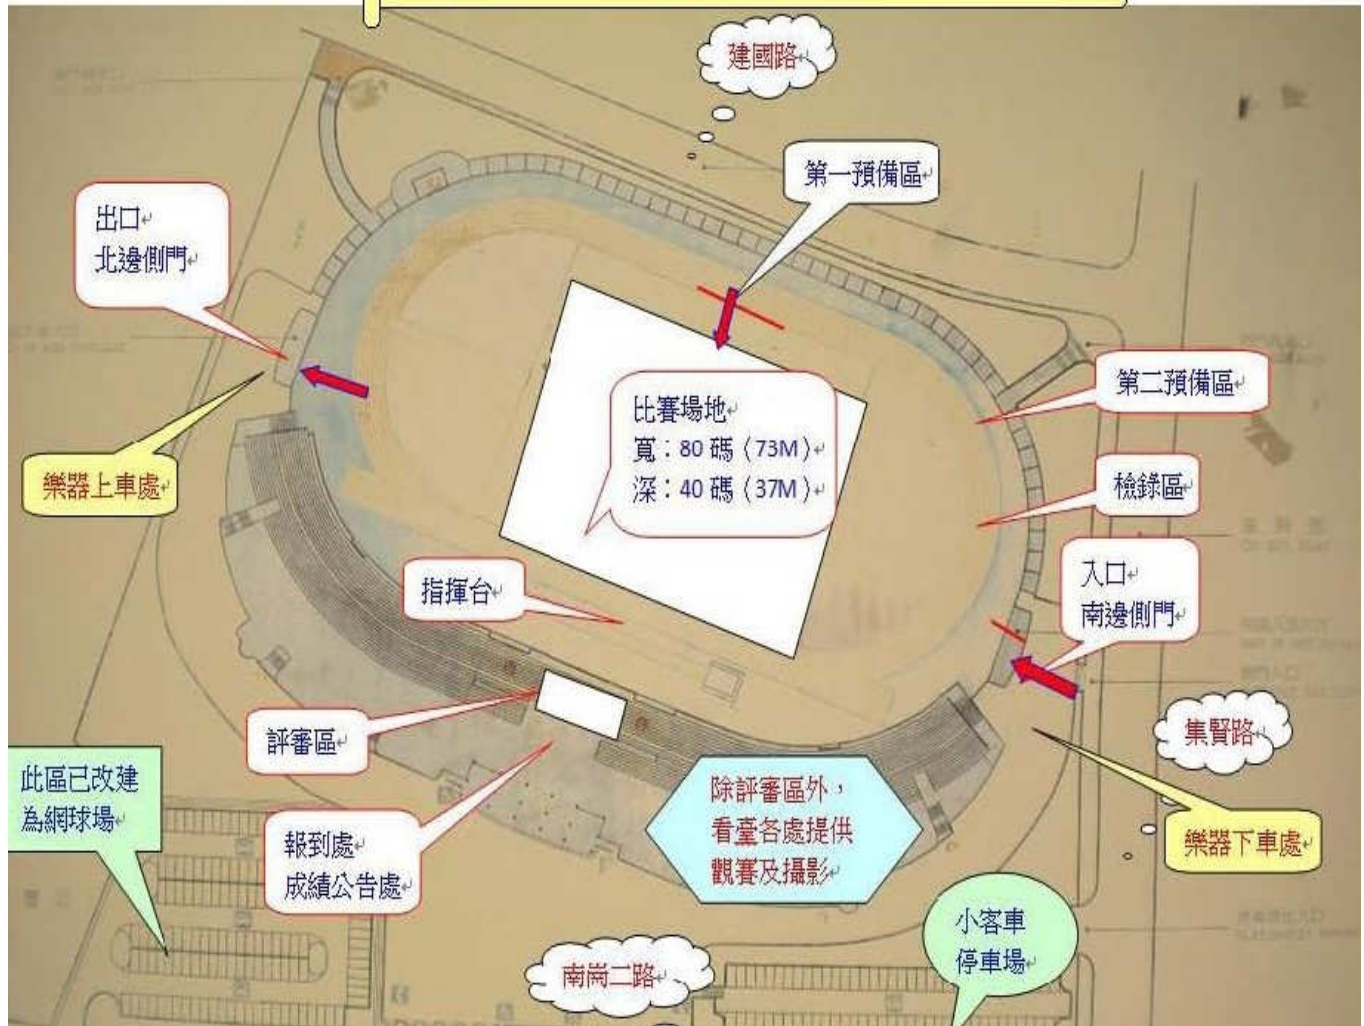 建國路
第一預備區
出口
北邊側門
第二預備區
比賽場地
寬：80 碼（73M）
深：40 碼（37M）
樂器上車處
檢錄區
入口
南邊側門
指揮台
集賢路
評審區
此區已改建
為網球場
除評審區外，
看臺各處提供
觀賽及攝影
樂器下車處
報到處
成績公告處
小客車
停車場
南崗二路